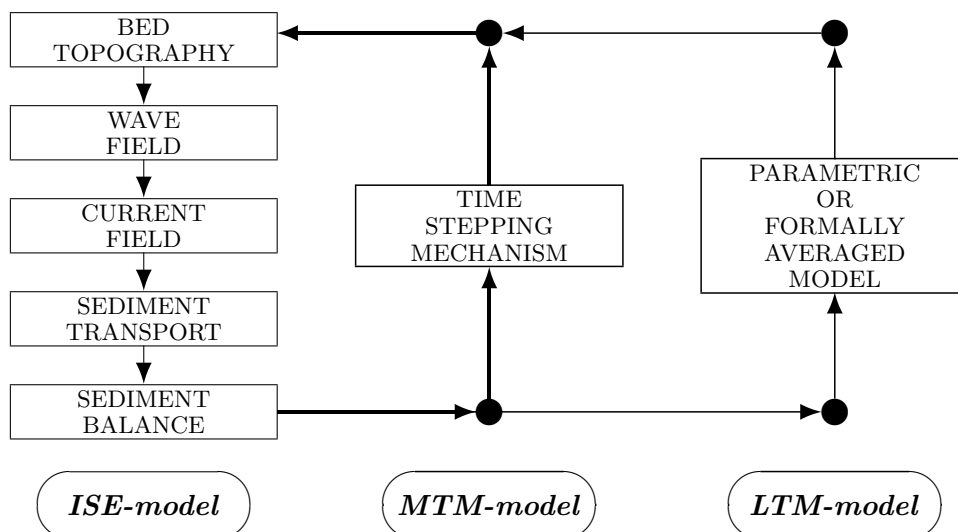 BED
TOPOGRAPHY
WAVE
FIELD
CURRENT
FIELD
SEDIMENT
TRANSPORT
SEDIMENT
BALANCE
TIME
STEPPING
MECHANISM
PARAMETRIC
OR
FORMALLY
AVERAGED
MODEL
ISE-model
MTM-model
LTM-model